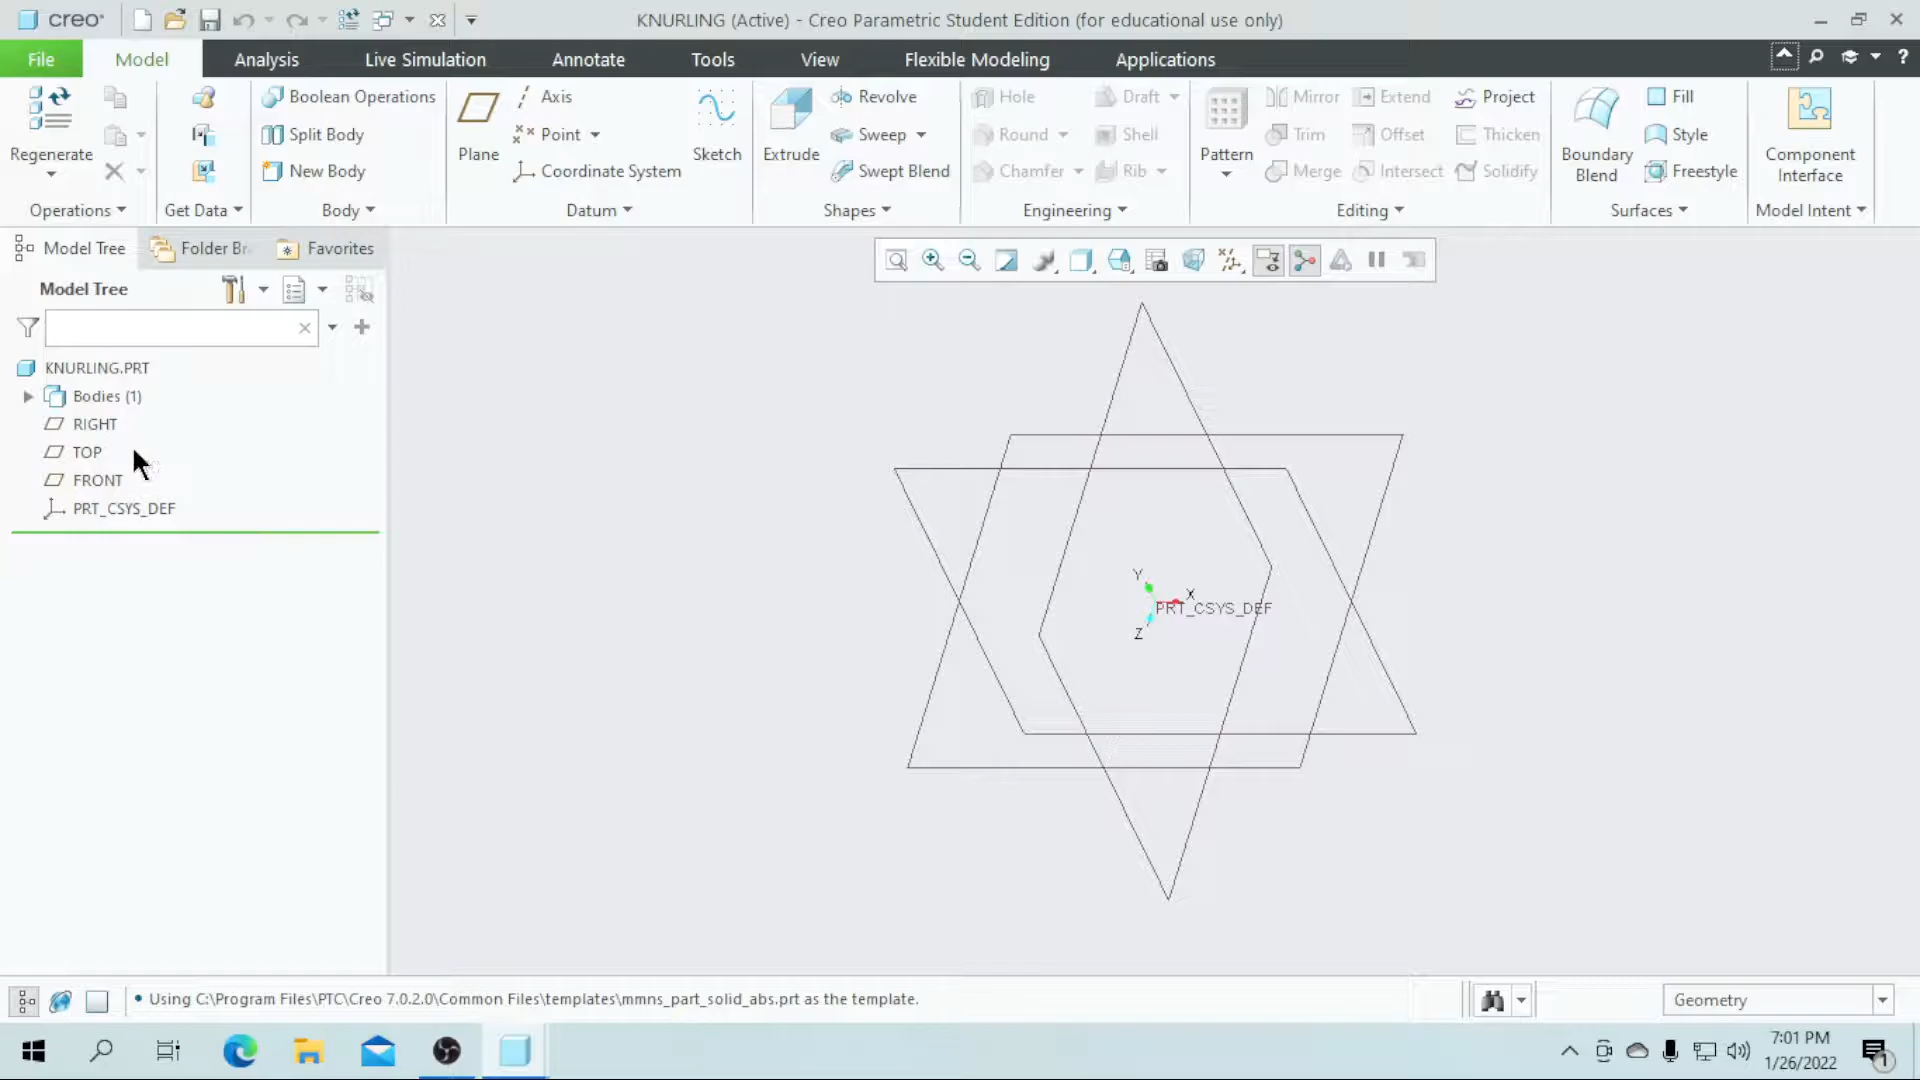 creo
KNURLING (Active) - Creo Parametric Student Edition (for educational use only)
File Model Analysis Live Simulation Annotate Tools View Flexible Modeling Applications
Regenerate
Operations
Get Data
Boolean Operations
Split Body
New Body
Body
Plane
Axis
Point
Coordinate System
Sketch
Datum
Extrude
Revolve
Sweep
Swept Blend
Shapes
Hole Draft
Round Shell
Chamfer Rib
Engineering
Pattern
Mirror Extend Project
Trim Offset Thicken
Merge Intersect Solidify
Editing
Boundary
Blend
Fill
Style
Freestyle
Surfaces
Component
Interface
Model Intent
Model Tree Folder Br Favorites
Model Tree
KNURLING.PRT
Bodies (1)
RIGHT
TOP
FRONT
PRT_CSYS_DEF
Y
X
PRT_CSYS_DEF
Z
Using C:\Program Files\PTC\Creo 7.0.2.0\Common Files\templates\mmns_part_solid_abs.prt as the template.
Geometry
7:01 PM
1/26/2022
1